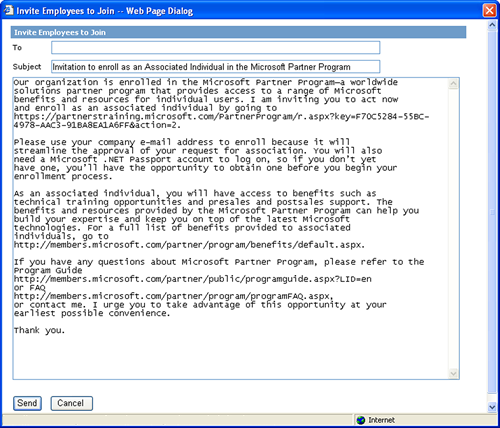 Invite Employees to Join -- Web Page Dialog
Invite Employees to Join
To
Subject Invitation to enroll as an Associated Individual in the Microsoft Partner Program
Our organization is enrolled in the Microsoft Partner Program—a worldwide
solutions partner program that provides access to a range of Microsoft
benefits and resources for individual users. I am inviting you to act now
and enroll as an associated individual by going to
https://partnerstraining.microsoft.com/PartnerProgram/r.aspx?key=F70C5284-55BC-
4978-AAC3-91BA8EA1A6FF&action=2.
Please use your company e-mail address to enroll because it will
streamline the approval of your request for association. You will also
need a Microsoft .NET Passport account to log on, so if you don't yet
have one, you'll have the opportunity to obtain one before you begin your
enrollment process.
As an associated individual, you will have access to benefits such as
technical training opportunities and presales and postsales support. The
benefits and resources provided by the Microsoft Partner Program can help you
build your expertise and keep you on top of the latest Microsoft
technologies. For a full list of benefits provided to associated
individuals, go to
http://members.microsoft.com/partner/program/benefits/default.aspx.
If you have any questions about Microsoft Partner Program, please refer to the
Program Guide
http://members.microsoft.com/partner/public/programguide.aspx?LID=en
or FAQ
http://members.microsoft.com/partner/program/programFAQ.aspx,
or contact me. I urge you to take advantage of this opportunity at your
earliest possible convenience.
Thank you.
Send Cancel
Internet